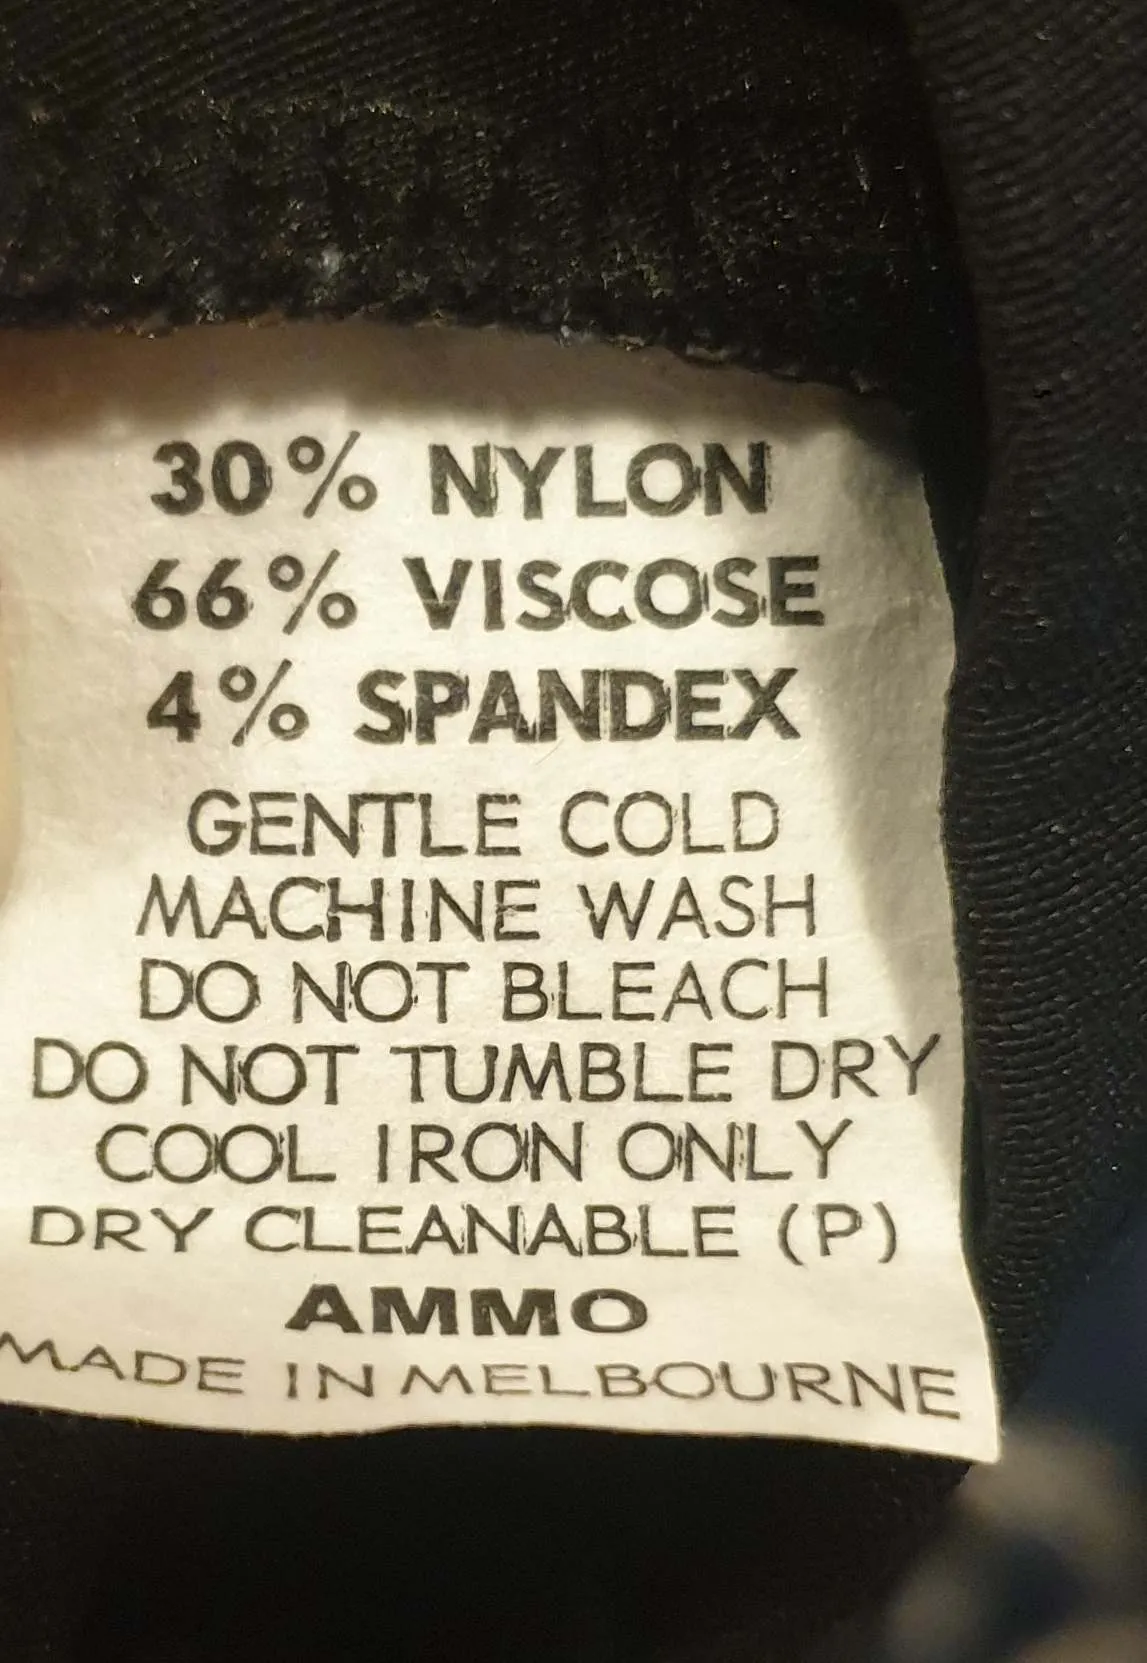 30% NYLON
66% VISCOSE
4% SPANDEX
GENTLE COLD
MACHINE WASH
DO NOT BLEACH
DO NOT TUMBLE DRY
COOL IRON ONLY
DRY CLEANABLE (P)
AMMO
MADE IN MELBOURNE